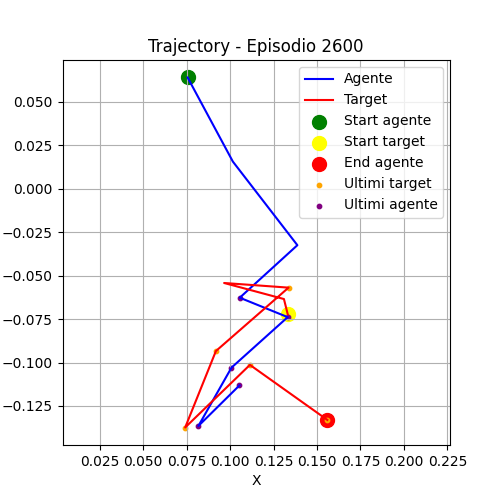 Trajectory - Episodio 2600
Agente
Target
Start agente
Start target
End agente
Ultimi target
Ultimi agente
0.050
0.025
0.000
−0.025
−0.050
−0.075
−0.100
−0.125
0.025 0.050 0.075 0.100 0.125 0.150 0.175 0.200 0.225
X